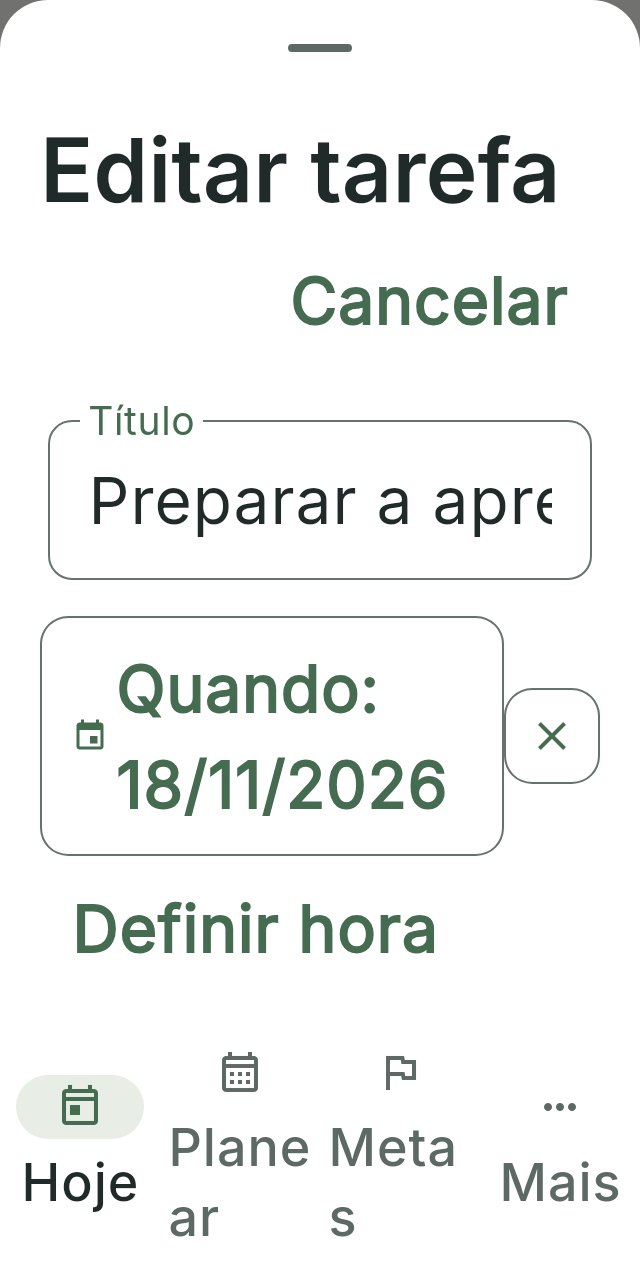 Editar tarefa
Cancelar
Título
Preparar a apre
Quando:
18/11/2026
Definir hora
Hoje
Plane
ar
Meta
s
Mais